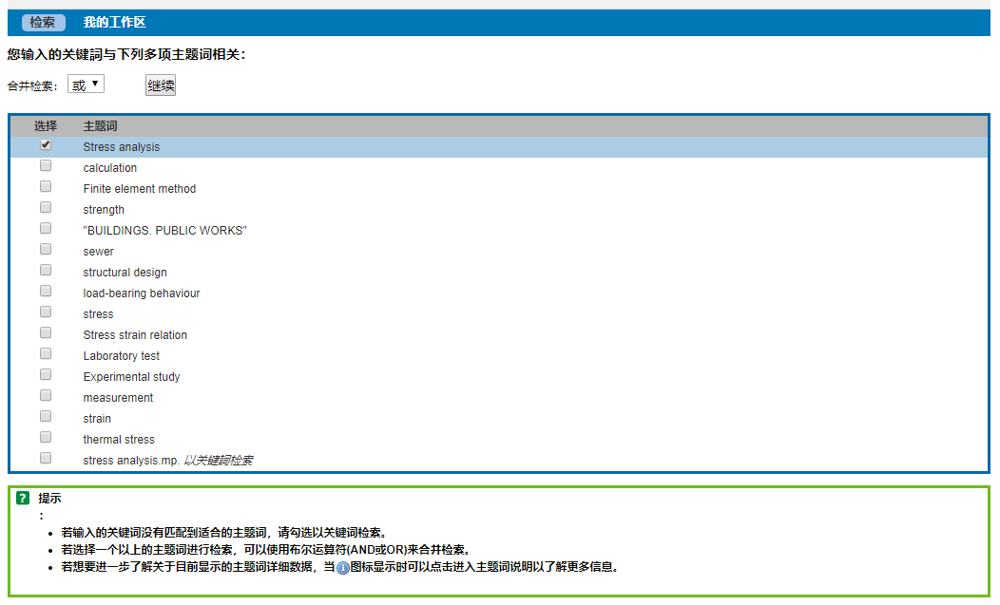 检索 我的工作区
您输入的关键詞与下列多项主题词相关：
合并检索： 或 继续
选择 主题词
Stress analysis
calculation
Finite element method
strength
"BUILDINGS. PUBLIC WORKS"
sewer
structural design
load-bearing behaviour
stress
Stress strain relation
Laboratory test
Experimental study
measurement
strain
thermal stress
stress analysis.mp. 以关键詞检索
? 提示
：
若输入的关键词没有匹配到适合的主题词，请勾选以关键词检索。
若选择一个以上的主题词进行检索，可以使用布尔运算符(AND或OR)来合并检索。
若想要进一步了解关于目前显示的主题词详细数据，当i图标显示时可以点击进入主题词说明以了解更多信息。